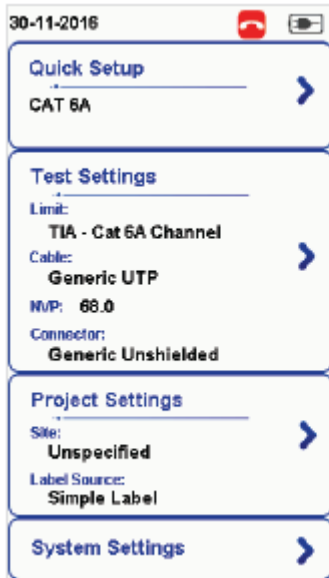 30-11-2016
Quick Setup
CAT 6A
Test Settings
Limit:
TIA - Cat 6A Channel
Cable:
Generic UTP
NVP: 68.0
Connector:
Generic Unshielded
Project Settings
Site:
Unspecified
Label Source:
Simple Label
System Settings